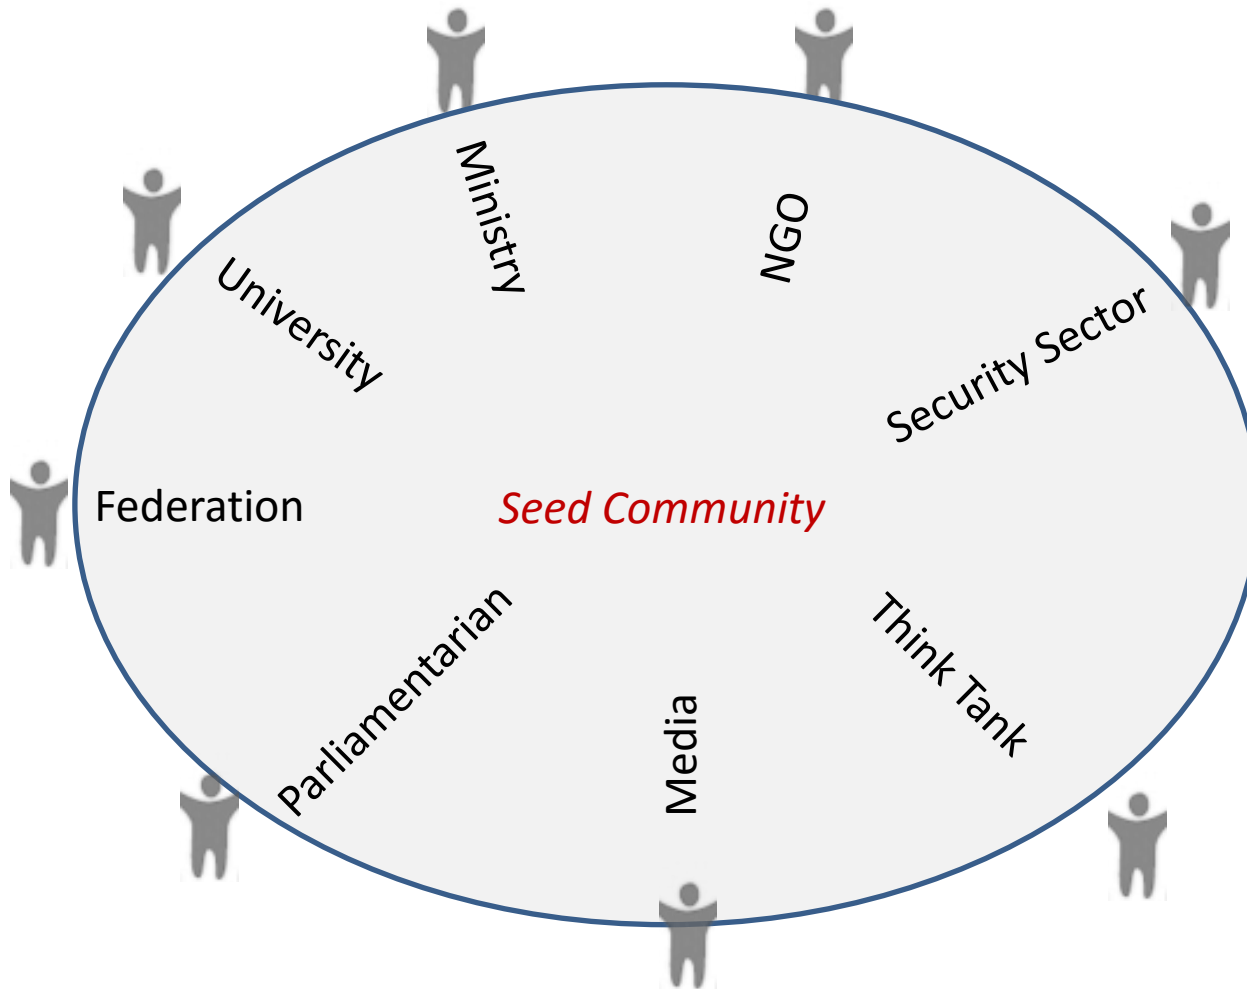 Ministry
NGO
University
Security Sector
Federation
Seed Community
Parliamentarian
Think Tank
Media